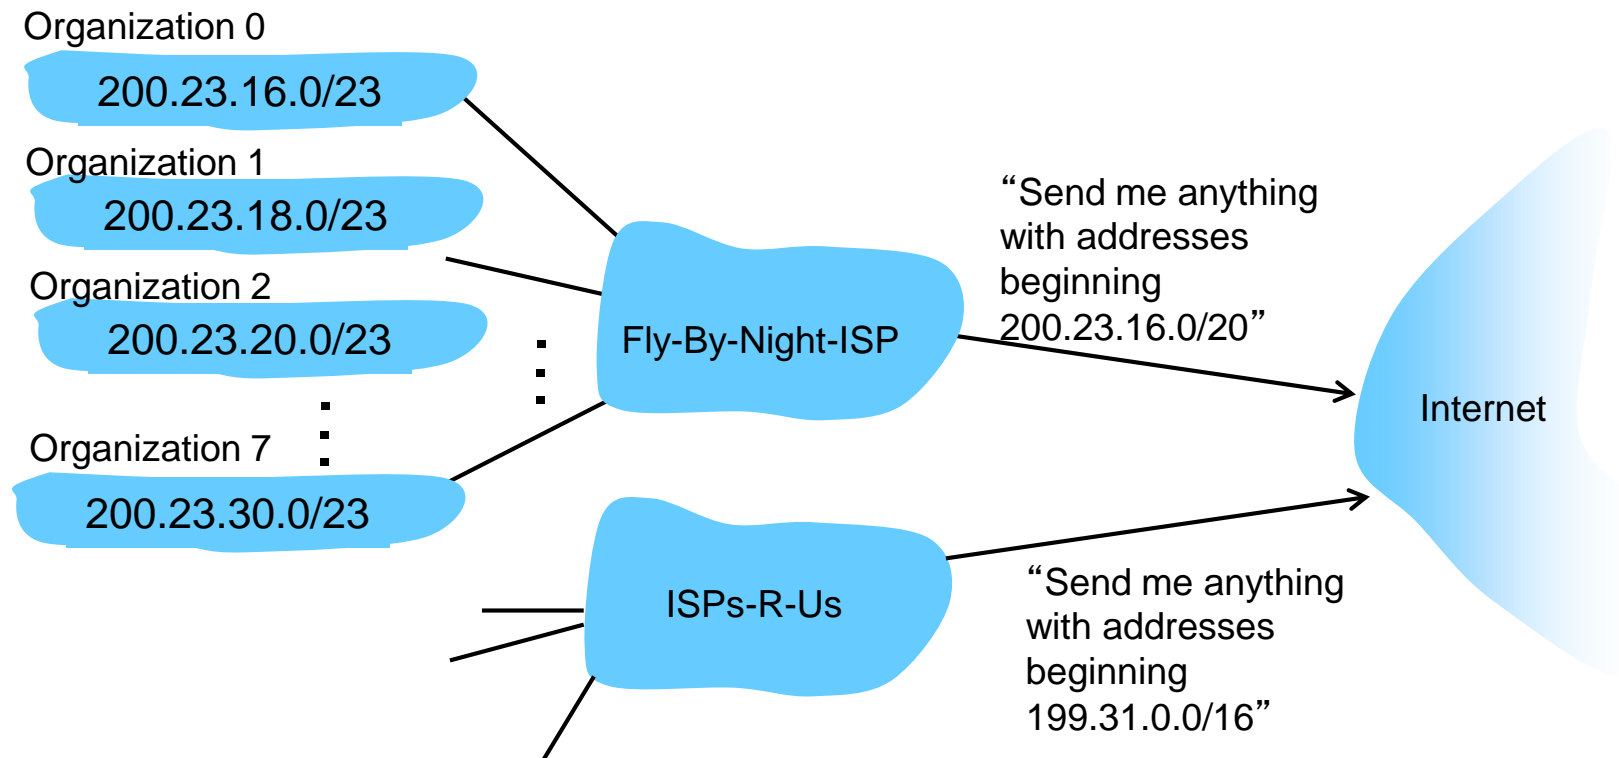 Organization 0
200.23.16.0/23
Organization 1
200.23.18.0/23
Organization 2
200.23.20.0/23
Organization 7
200.23.30.0/23
Fly-By-Night-ISP
“Send me anything
with addresses
beginning
200.23.16.0/20”
Internet
ISPs-R-Us
“Send me anything
with addresses
beginning
199.31.0.0/16”